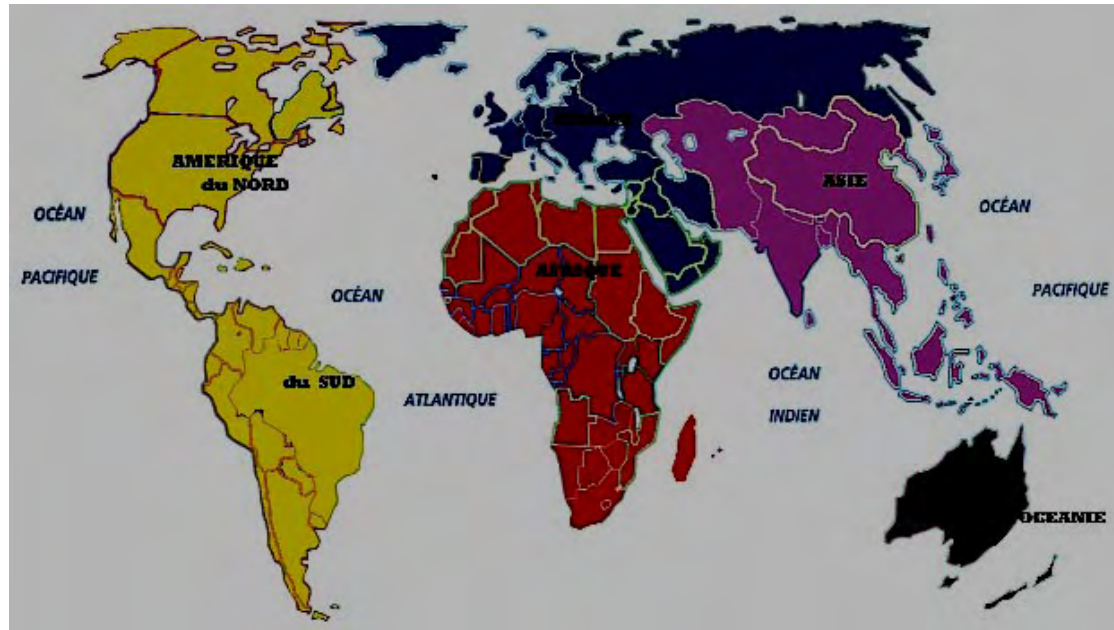 AMERIQUE
du NORD
ASIE
OCÉAN
OCÉAN
PACIFIQUE
AFRIQUE
OCÉAN
PACIFIQUE
du SUD
OCÉAN
ATLANTIQUE
INDIEN
OCEANIE